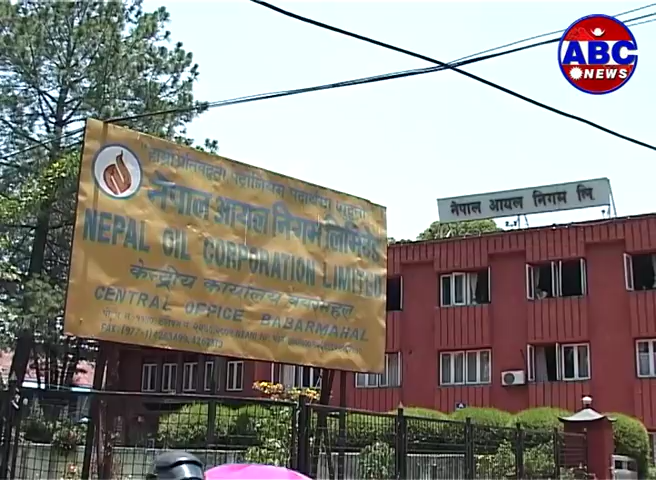 ABC
NEWS
नेपाल आयल निगम लि
नेपाल आयल निगम लिमिटेड
NEPAL OIL CORPORATION LIMITED
केन्द्रीय कार्यालय बबरमहल
CENTRAL OFFICE BABARMAHAL